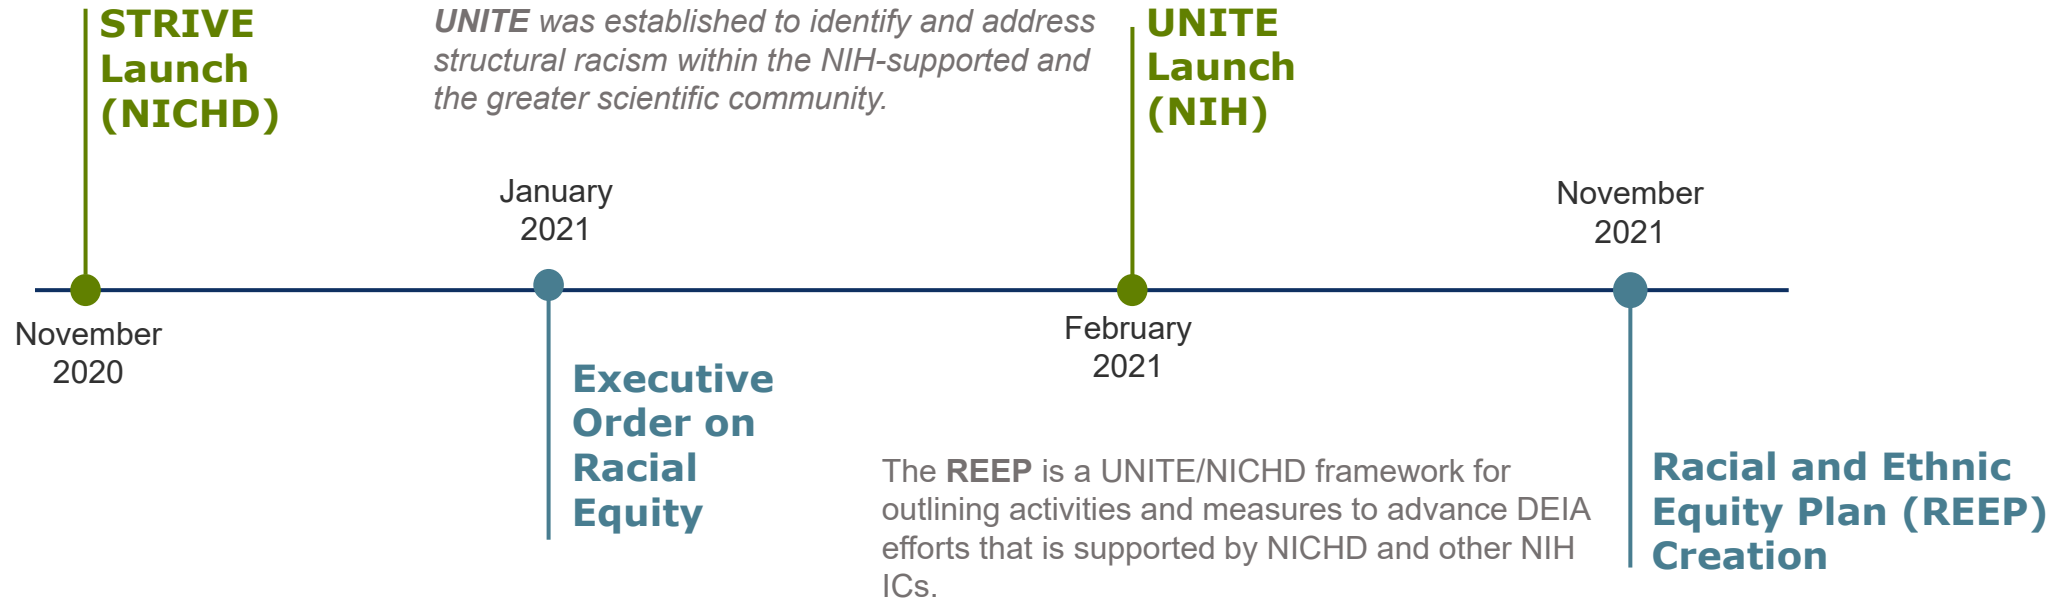 STRIVE
Launch
(NICHD)
UNITE was established to identify and address
structural racism within the NIH-supported and
the greater scientific community.
UNITE
Launch
(NIH)
January
2021
November
2021
November
2020
February
2021
Executive
Order on
Racial
Equity
The REEP is a UNITE/NICHD framework for
outlining activities and measures to advance DEIA
efforts that is supported by NICHD and other NIH
ICs.
Racial and Ethnic
Equity Plan (REEP)
Creation